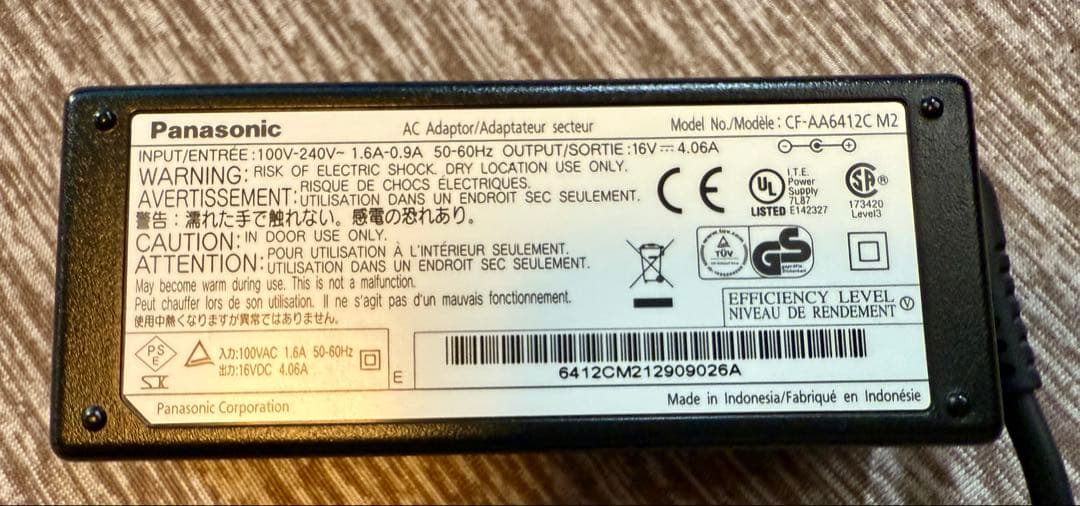 Panasonic AC Adaptor/Adaptateur secteur Model No./Modèle : CF-AA6412C M2
INPUT/ENTRÉE : 100V-240V~ 1.6A-0.9A 50-60Hz OUTPUT/SORTIE : 16V⎓ 4.06A
WARNING: RISK OF ELECTRIC SHOCK. DRY LOCATION USE ONLY.
AVERTISSEMENT: RISQUE DE CHOCS ÉLECTRIQUES.
UTILISATION DANS UN ENDROIT SEC SEULEMENT.
警告：濡れた手で触れない。感電の恐れあり。
CAUTION: IN DOOR USE ONLY.
ATTENTION: POUR UTILISATION À L'INTÉRIEUR SEULEMENT.
UTILISATION DANS UN ENDROIT SEC SEULEMENT.
May become warm during use. This is not a malfunction.
Peut chauffer lors de son utilisation. Il ne s'agit pas d'un mauvais fonctionnement.
使用中熱くなりますが異常ではありません。
CE
UL
LISTED
I.T.E.
Power
Supply
7L87
E142327
SA
®
173420
Level3
TÜV
GS
EFFICIENCY LEVEL
NIVEAU DE RENDEMENT Ⓥ
PS
E
入力:100VAC 1.6A 50-60Hz
出力:16VDC 4.06A
E
6412CM212909026A
Panasonic Corporation
Made in Indonesia/Fabriqué en Indonésie